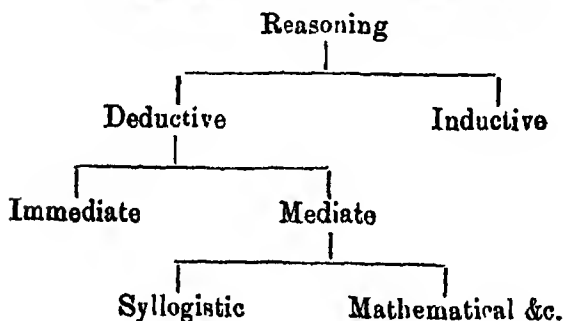 Reasoning
Deductive Inductive
Immediate Mediate
Syllogistic Mathematical &c.